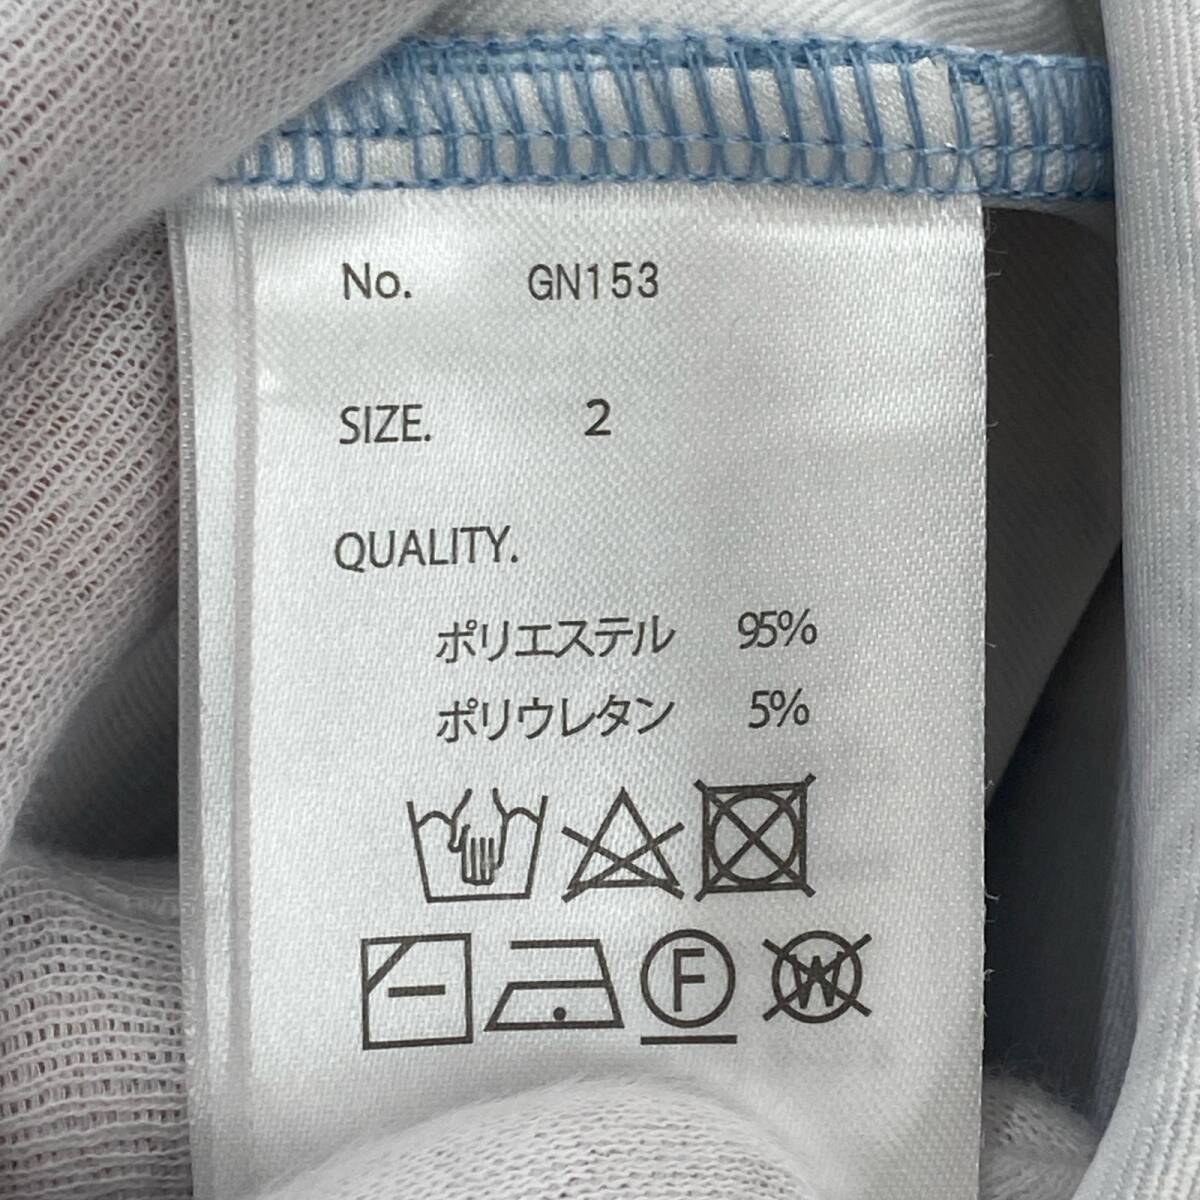 No. GN153
SIZE. 2
QUALITY.
ポリエステル 95%
ポリウレタン 5%
F W